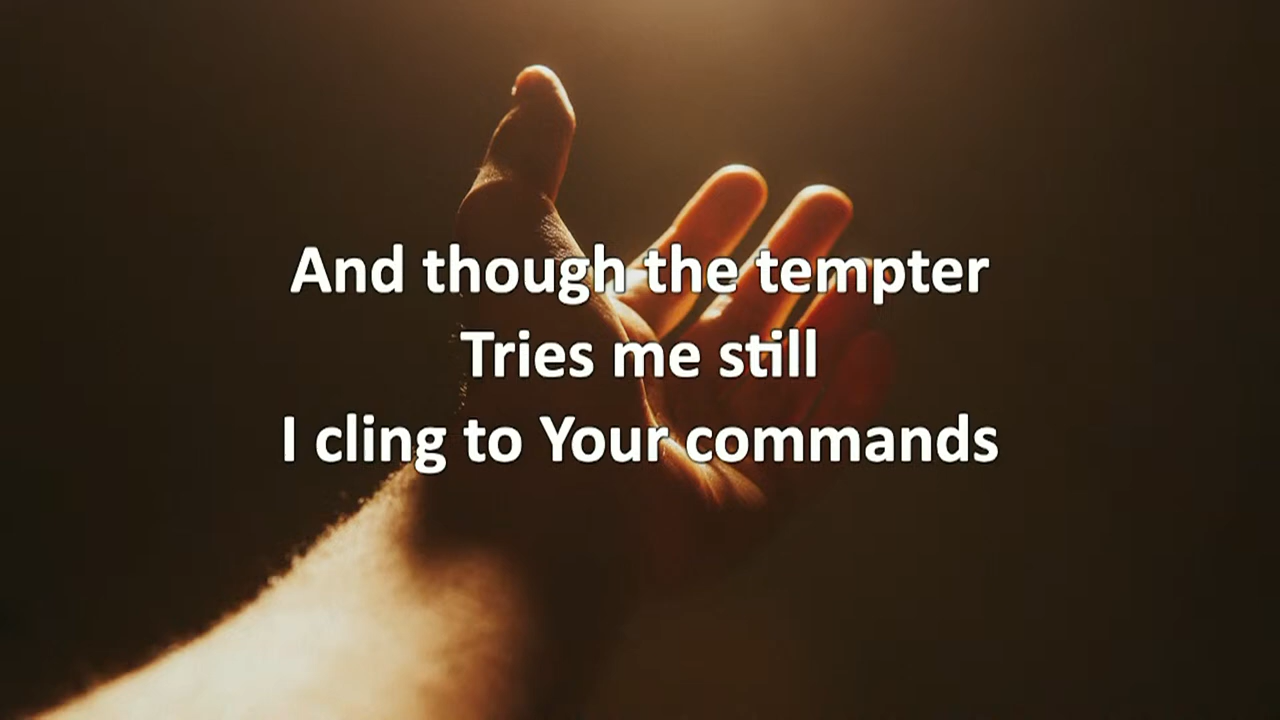 And though the tempter
Tries me still
I cling to Your commands